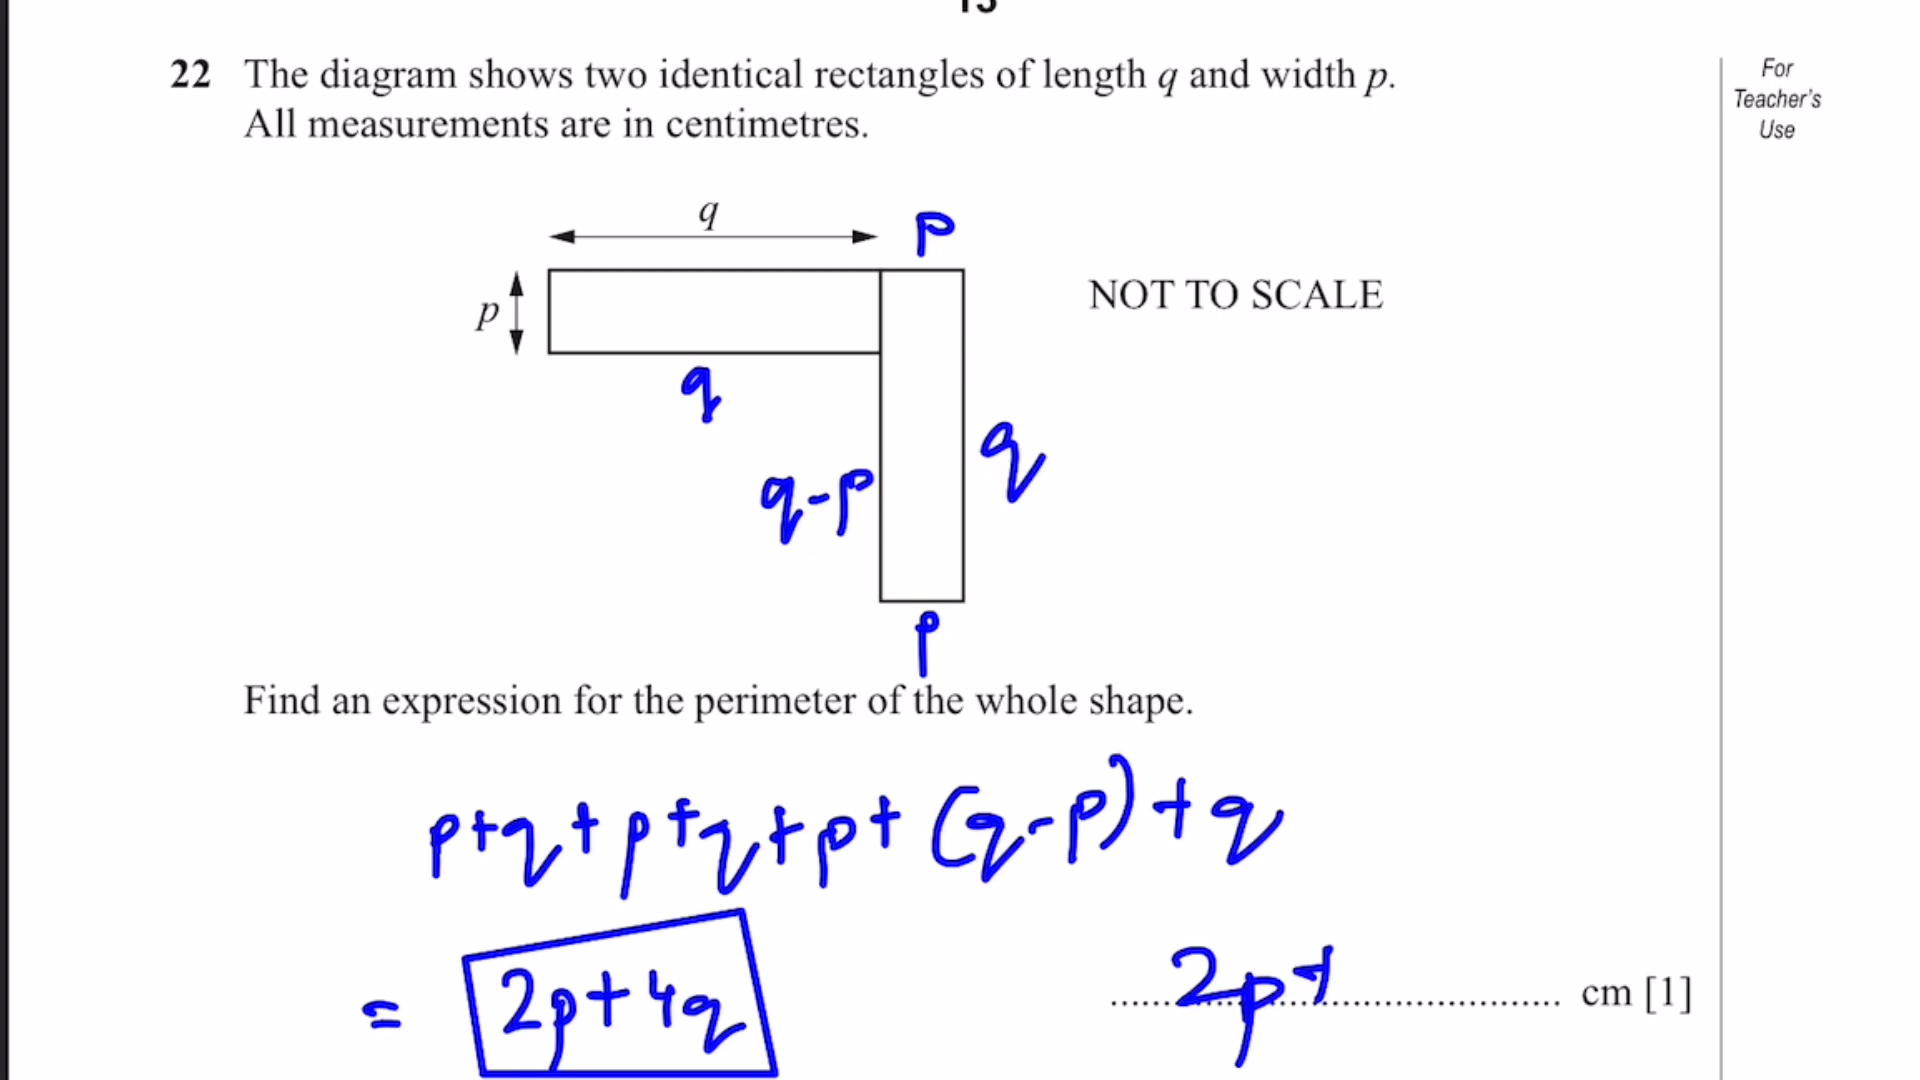 22 The diagram shows two identical rectangles of length q and width p.
All measurements are in centimetres.
For
Teacher's
Use
q
p
p
NOT TO SCALE
q
q
q-p
p
Find an expression for the perimeter of the whole shape.
p+q+p+q+p+(q-p)+q
= 2p+4q
2p+ cm [1]